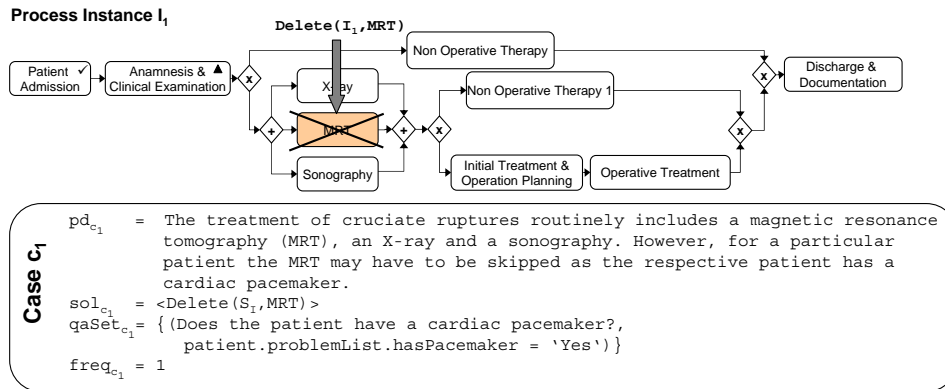 Process Instance I1
Delete(I1,MRT)
Non Operative Therapy
Patient ✓
Admission
Anamnesis & ▲
Clinical Examination
x
X-ray
Non Operative Therapy 1
x
Discharge &
Documentation
+
MRT
+
x
x
Sonography
Initial Treatment &
Operation Planning
Operative Treatment
Case c1
pdc1 = The treatment of cruciate ruptures routinely includes a magnetic resonance
tomography (MRT), an X-ray and a sonography. However, for a particular
patient the MRT may have to be skipped as the respective patient has a
cardiac pacemaker.
solc1 = <Delete(SI,MRT)>
qaSetc1= {(Does the patient have a cardiac pacemaker?,
patient.problemList.hasPacemaker = ‘Yes‘)}
freqc1 = 1